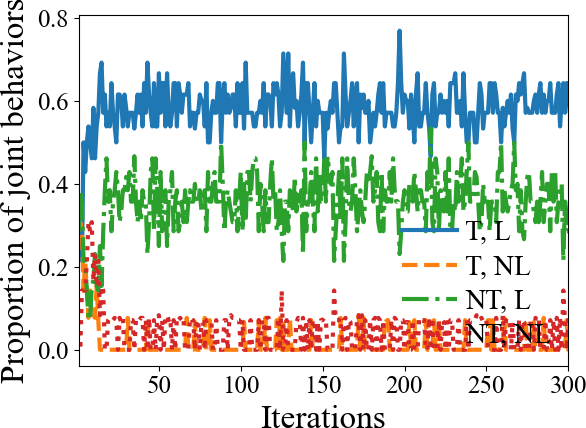 Proportion of joint behaviors
0.8
0.6
0.4
0.2
0.0
T, L
T, NL
NT, L
NT, NL
50
100
150
200
250
300
Iterations